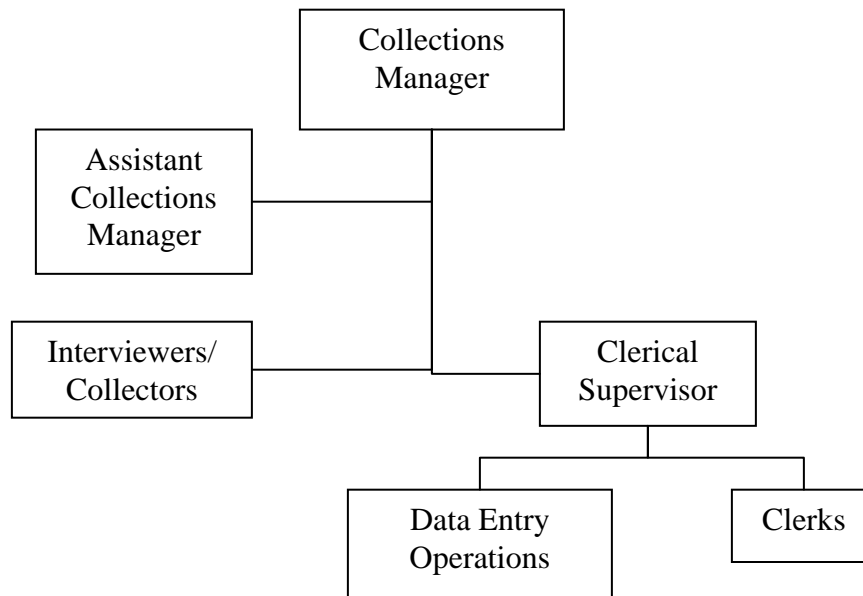 Collections
Manager
Assistant
Collections
Manager
Interviewers/
Collectors
Clerical
Supervisor
Data Entry
Operations
Clerks